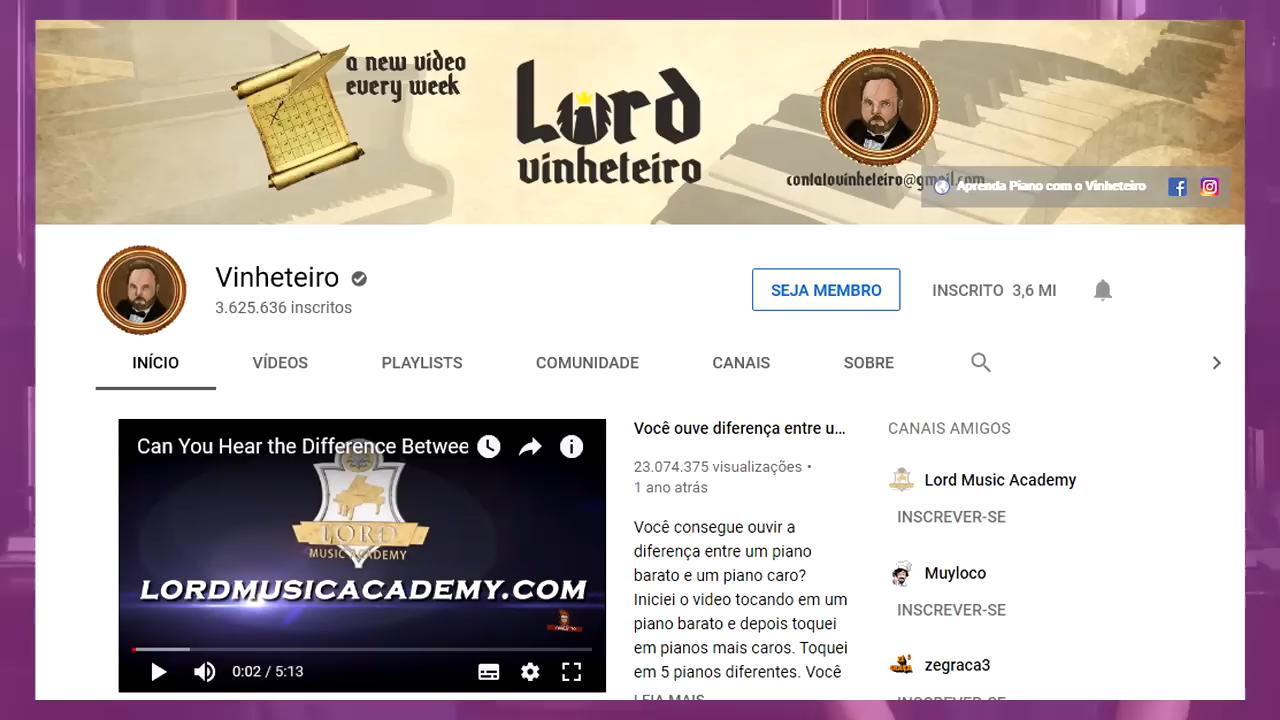 a new video
every week
Lord
vinheteiro
contatovinheteiro@gmail.com
Aprenda Piano com o Vinheteiro
Vinheteiro
3.625.636 inscritos
SEJA MEMBRO
INSCRITO 3,6 MI
INÍCIO
VÍDEOS
PLAYLISTS
COMUNIDADE
CANAIS
SOBRE
Can You Hear the Difference Betwee
LORD
MUSIC ACADEMY
LORDMUSICACADEMY.COM
0:02 / 5:13
Você ouve diferença entre u...
23.074.375 visualizações •
1 ano atrás
Você consegue ouvir a
diferença entre um piano
barato e um piano caro?
Iniciei o video tocando em um
piano barato e depois toquei
em pianos mais caros. Toquei
em 5 pianos diferentes. Você
LEIA MAIS
CANAIS AMIGOS
Lord Music Academy
INSCREVER-SE
Muyloco
INSCREVER-SE
zegraca3
INSCREVER-SE